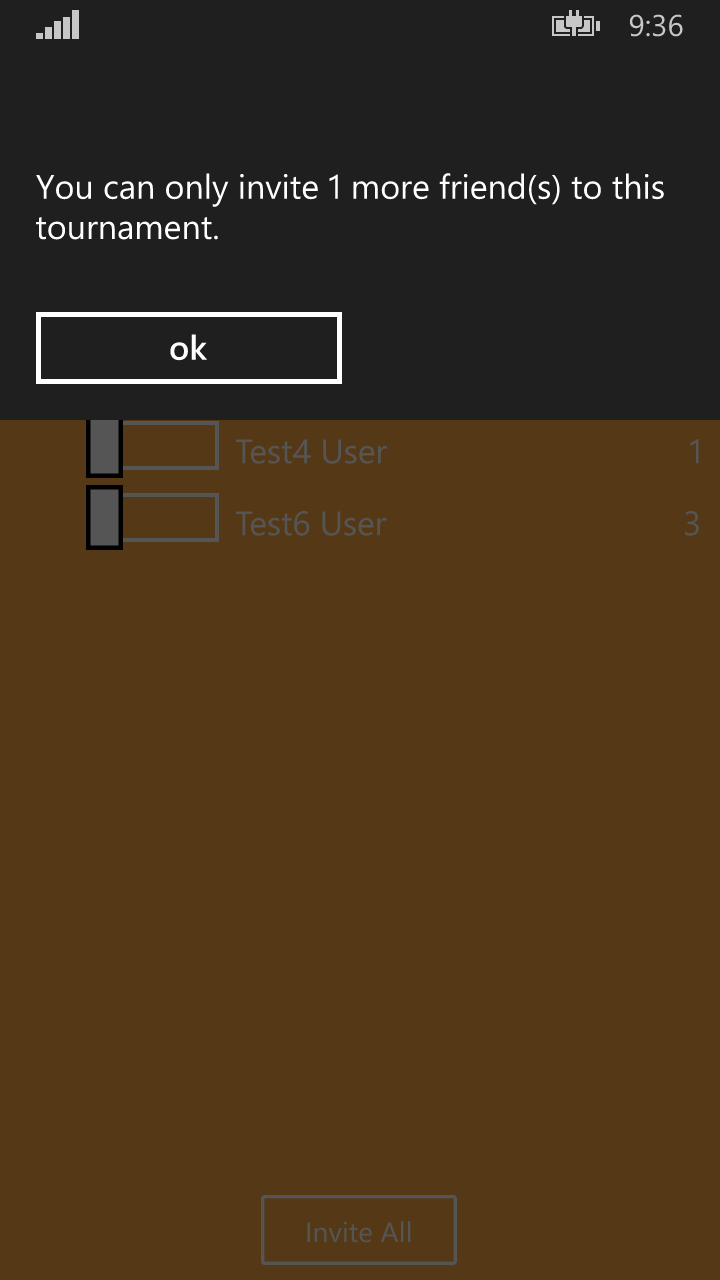 9:36
You can only invite 1 more friend(s) to this
tournament.
ok
Test4 User 1
Test6 User 3
Invite All